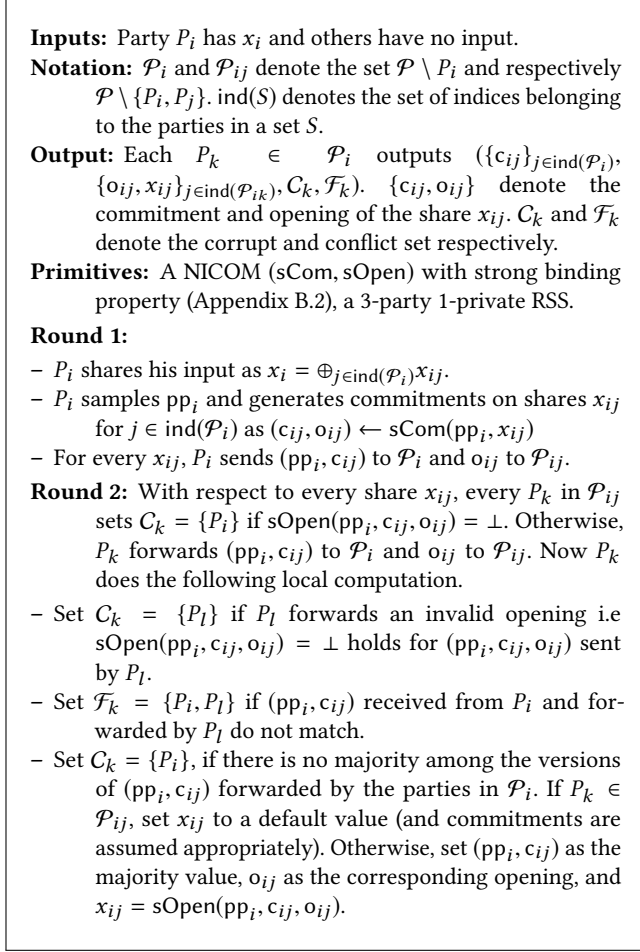 Inputs: Party P_i has x_i and others have no input.
Notation: 𝒫_i and 𝒫_ij denote the set 𝒫 \ P_i and respectively
𝒫 \ {P_i, P_j}. ind(S) denotes the set of indices belonging
to the parties in a set S.
Output: Each P_k ∈ 𝒫_i outputs ({c_ij}_{j∈ind(𝒫_i)},
{o_ij, x_ij}_{j∈ind(𝒫_ik)}, 𝒞_k, ℱ_k). {c_ij, o_ij} denote the
commitment and opening of the share x_ij. 𝒞_k and ℱ_k
denote the corrupt and conflict set respectively.
Primitives: A NICOM (sCom, sOpen) with strong binding
property (Appendix B.2), a 3-party 1-private RSS.
Round 1:
– P_i shares his input as x_i = ⊕_{j∈ind(𝒫_i)} x_ij.
– P_i samples pp_i and generates commitments on shares x_ij
for j ∈ ind(𝒫_i) as (c_ij, o_ij) ← sCom(pp_i, x_ij)
– For every x_ij, P_i sends (pp_i, c_ij) to 𝒫_i and o_ij to 𝒫_ij.
Round 2: With respect to every share x_ij, every P_k in 𝒫_ij
sets 𝒞_k = {P_i} if sOpen(pp_i, c_ij, o_ij) = ⊥. Otherwise,
P_k forwards (pp_i, c_ij) to 𝒫_i and o_ij to 𝒫_ij. Now P_k
does the following local computation.
– Set 𝒞_k = {P_l} if P_l forwards an invalid opening i.e
sOpen(pp_i, c_ij, o_ij) = ⊥ holds for (pp_i, c_ij, o_ij) sent
by P_l.
– Set ℱ_k = {P_i, P_l} if (pp_i, c_ij) received from P_i and for-
warded by P_l do not match.
– Set 𝒞_k = {P_i}, if there is no majority among the versions
of (pp_i, c_ij) forwarded by the parties in 𝒫_i. If P_k ∈
𝒫_ij, set x_ij to a default value (and commitments are
assumed appropriately). Otherwise, set (pp_i, c_ij) as the
majority value, o_ij as the corresponding opening, and
x_ij = sOpen(pp_i, c_ij, o_ij).